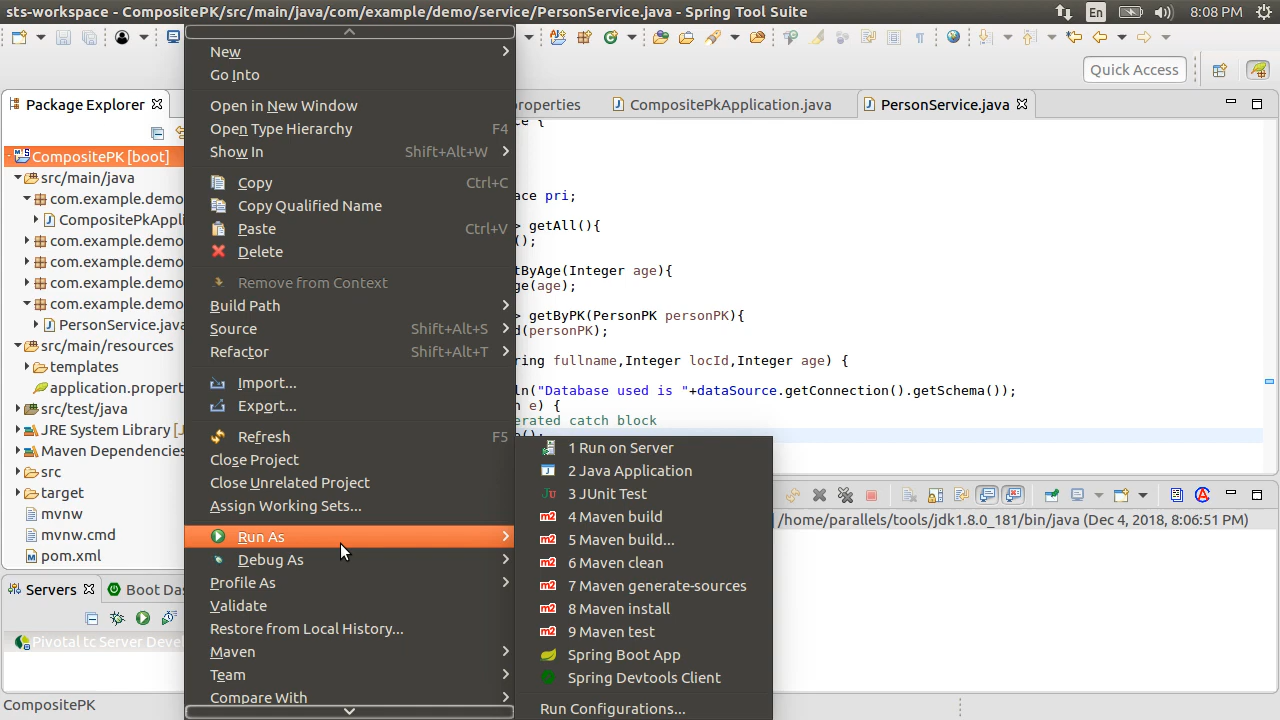 sts-workspace - CompositePK/src/main/java/com/example/demo/service/PersonService.java - Spring Tool Suite
En
8:08 PM
Quick Access
Package Explorer
properties
CompositePkApplication.java
PersonService.java
CompositePK [boot]
src/main/java
com.example.demo
CompositePkAppli
com.example.demo
com.example.demo
com.example.demo
com.example.demo
PersonService.java
src/main/resources
templates
application.propert
src/test/java
JRE System Library [J
Maven Dependencies
src
target
mvnw
mvnw.cmd
pom.xml
Servers
Boot Das
Pivotal tc Server Devel
CompositePK
New
Go Into
Open in New Window
Open Type Hierarchy F4
Show In Shift+Alt+W
Copy Ctrl+C
Copy Qualified Name
Paste Ctrl+V
Delete
Remove from Context
Build Path
Source Shift+Alt+S
Refactor Shift+Alt+T
Import...
Export...
Refresh F5
Close Project
Close Unrelated Project
Assign Working Sets...
Run As
Debug As
Profile As
Validate
Restore from Local History...
Maven
Team
Compare With
1 Run on Server
2 Java Application
3 JUnit Test
4 Maven build
5 Maven build...
6 Maven clean
7 Maven generate-sources
8 Maven install
9 Maven test
Spring Boot App
Spring Devtools Client
Run Configurations...
ce {
ace pri;
> getAll(){
();
tByAge(Integer age){
ge(age);
> getByPK(PersonPK personPK){
d(personPK);
ring fullname,Integer locId,Integer age) {
ln("Database used is "+dataSource.getConnection().getSchema());
n e) {
erated catch block
e();
/home/parallels/tools/jdk1.8.0_181/bin/java (Dec 4, 2018, 8:06:51 PM)